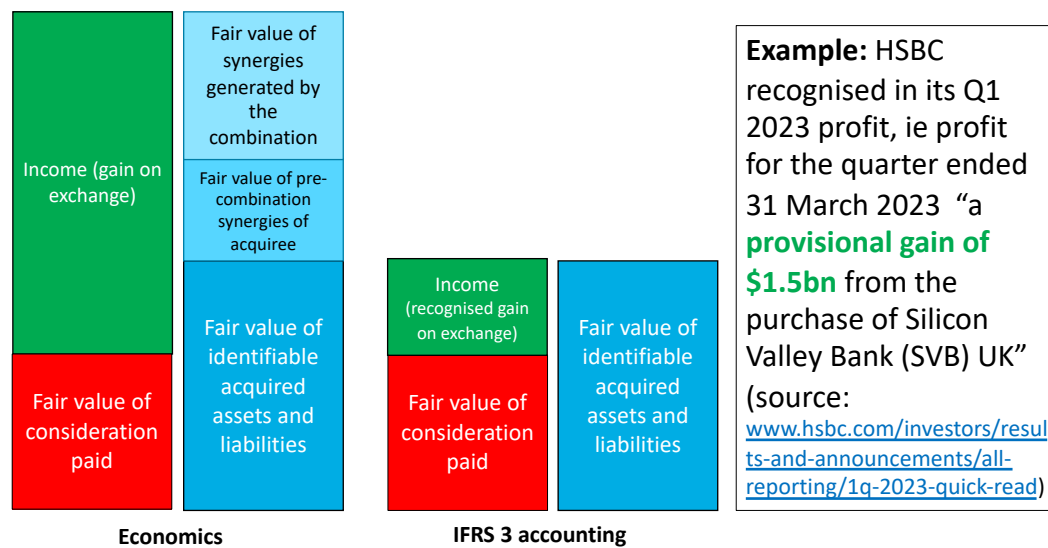 Income (gain on
exchange)
Fair value of
consideration
paid
Fair value of
synergies
generated by
the
combination
Fair value of pre-
combination
synergies of
acquiree
Fair value of
identifiable
acquired
assets and
liabilities
Economics
Income
(recognised gain
on exchange)
Fair value of
consideration
paid
Fair value of
identifiable
acquired
assets and
liabilities
IFRS 3 accounting
Example: HSBC
recognised in its Q1
2023 profit, ie profit
for the quarter ended
31 March 2023 “a
provisional gain of
$1.5bn from the
purchase of Silicon
Valley Bank (SVB) UK”
(source:
www.hsbc.com/investors/resul
ts-and-announcements/all-
reporting/1q-2023-quick-read)